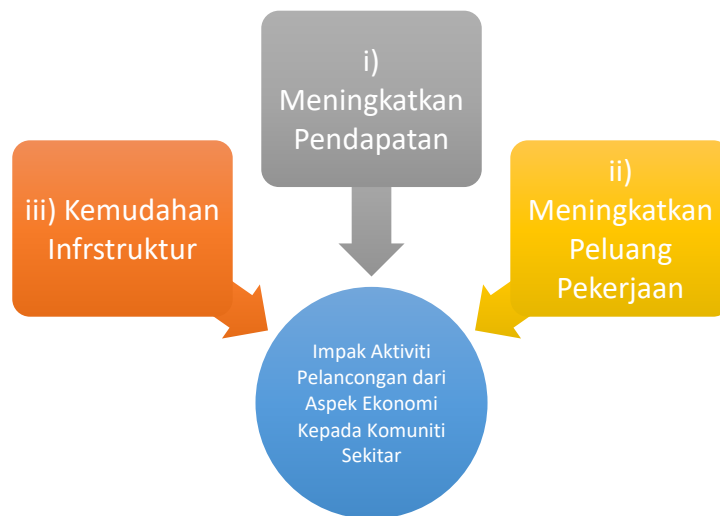 i)
Meningkatkan
Pendapatan
ii)
Meningkatkan
Peluang
Pekerjaan
iii) Kemudahan
Infrstruktur
Impak Aktiviti
Pelancongan dari
Aspek Ekonomi
Kepada Komuniti
Sekitar